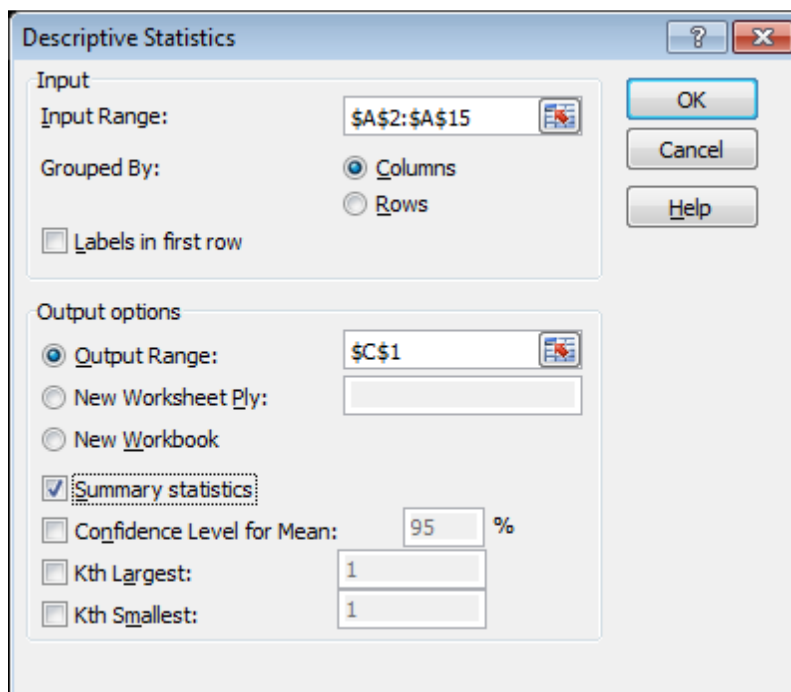 Descriptive Statistics
?
Input
Input Range: $A$2:$A$15
Grouped By: Columns
Rows
Labels in first row
OK
Cancel
Help
Output options
Output Range: $C$1
New Worksheet Ply:
New Workbook
Summary statistics
Confidence Level for Mean: 95 %
Kth Largest: 1
Kth Smallest: 1